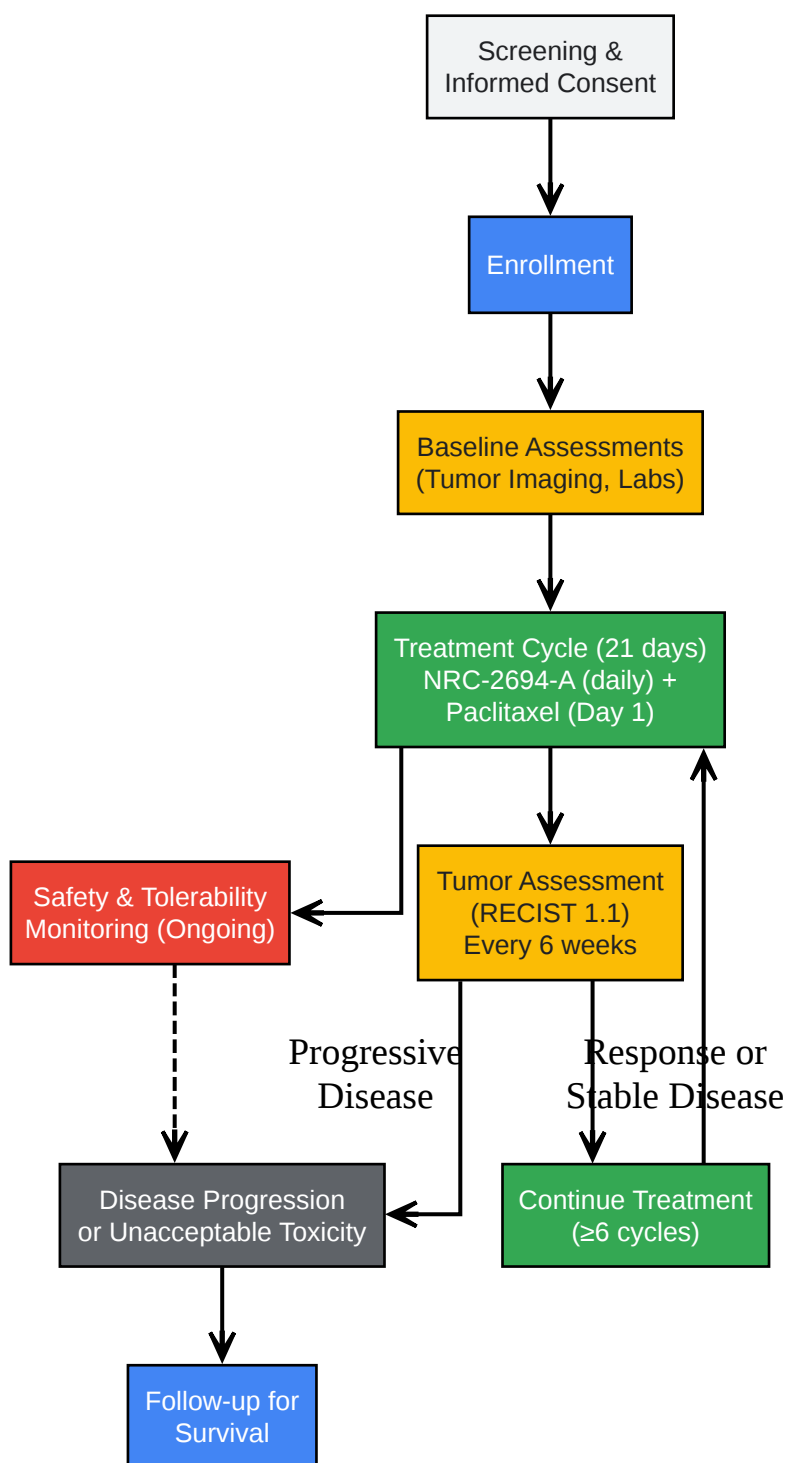 Screening &
Informed Consent
Enrollment
Baseline Assessments
(Tumor Imaging, Labs)
Treatment Cycle (21 days)
NRC-2694-A (daily) +
Paclitaxel (Day 1)
Safety & Tolerability
Monitoring (Ongoing)
Tumor Assessment
(RECIST 1.1)
Every 6 weeks
Progressive
Disease
Response or
Stable Disease
Disease Progression
or Unacceptable Toxicity
Continue Treatment
(≥6 cycles)
Follow-up for
Survival